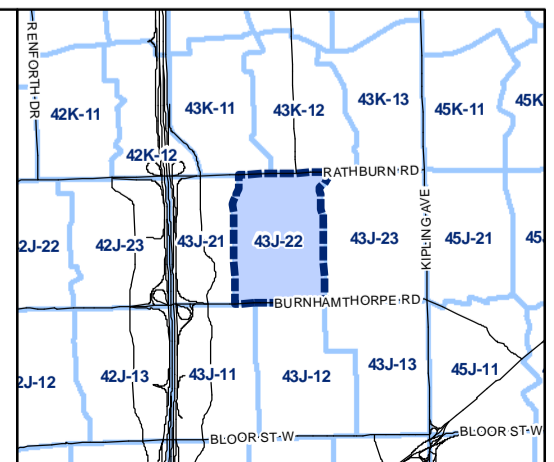 RENFORTH DR
42K-11
43K-11
43K-12
43K-13
45K-11
45K
42K-12
RATHBURN RD
2J-22
42J-23
43J-21
43J-22
43J-23
KIPLING AVE
45J-21
45J
BURNHAMTHORPE RD
2J-12
42J-13
43J-11
43J-12
43J-13
45J-11
BLOOR ST W
BLOOR ST W